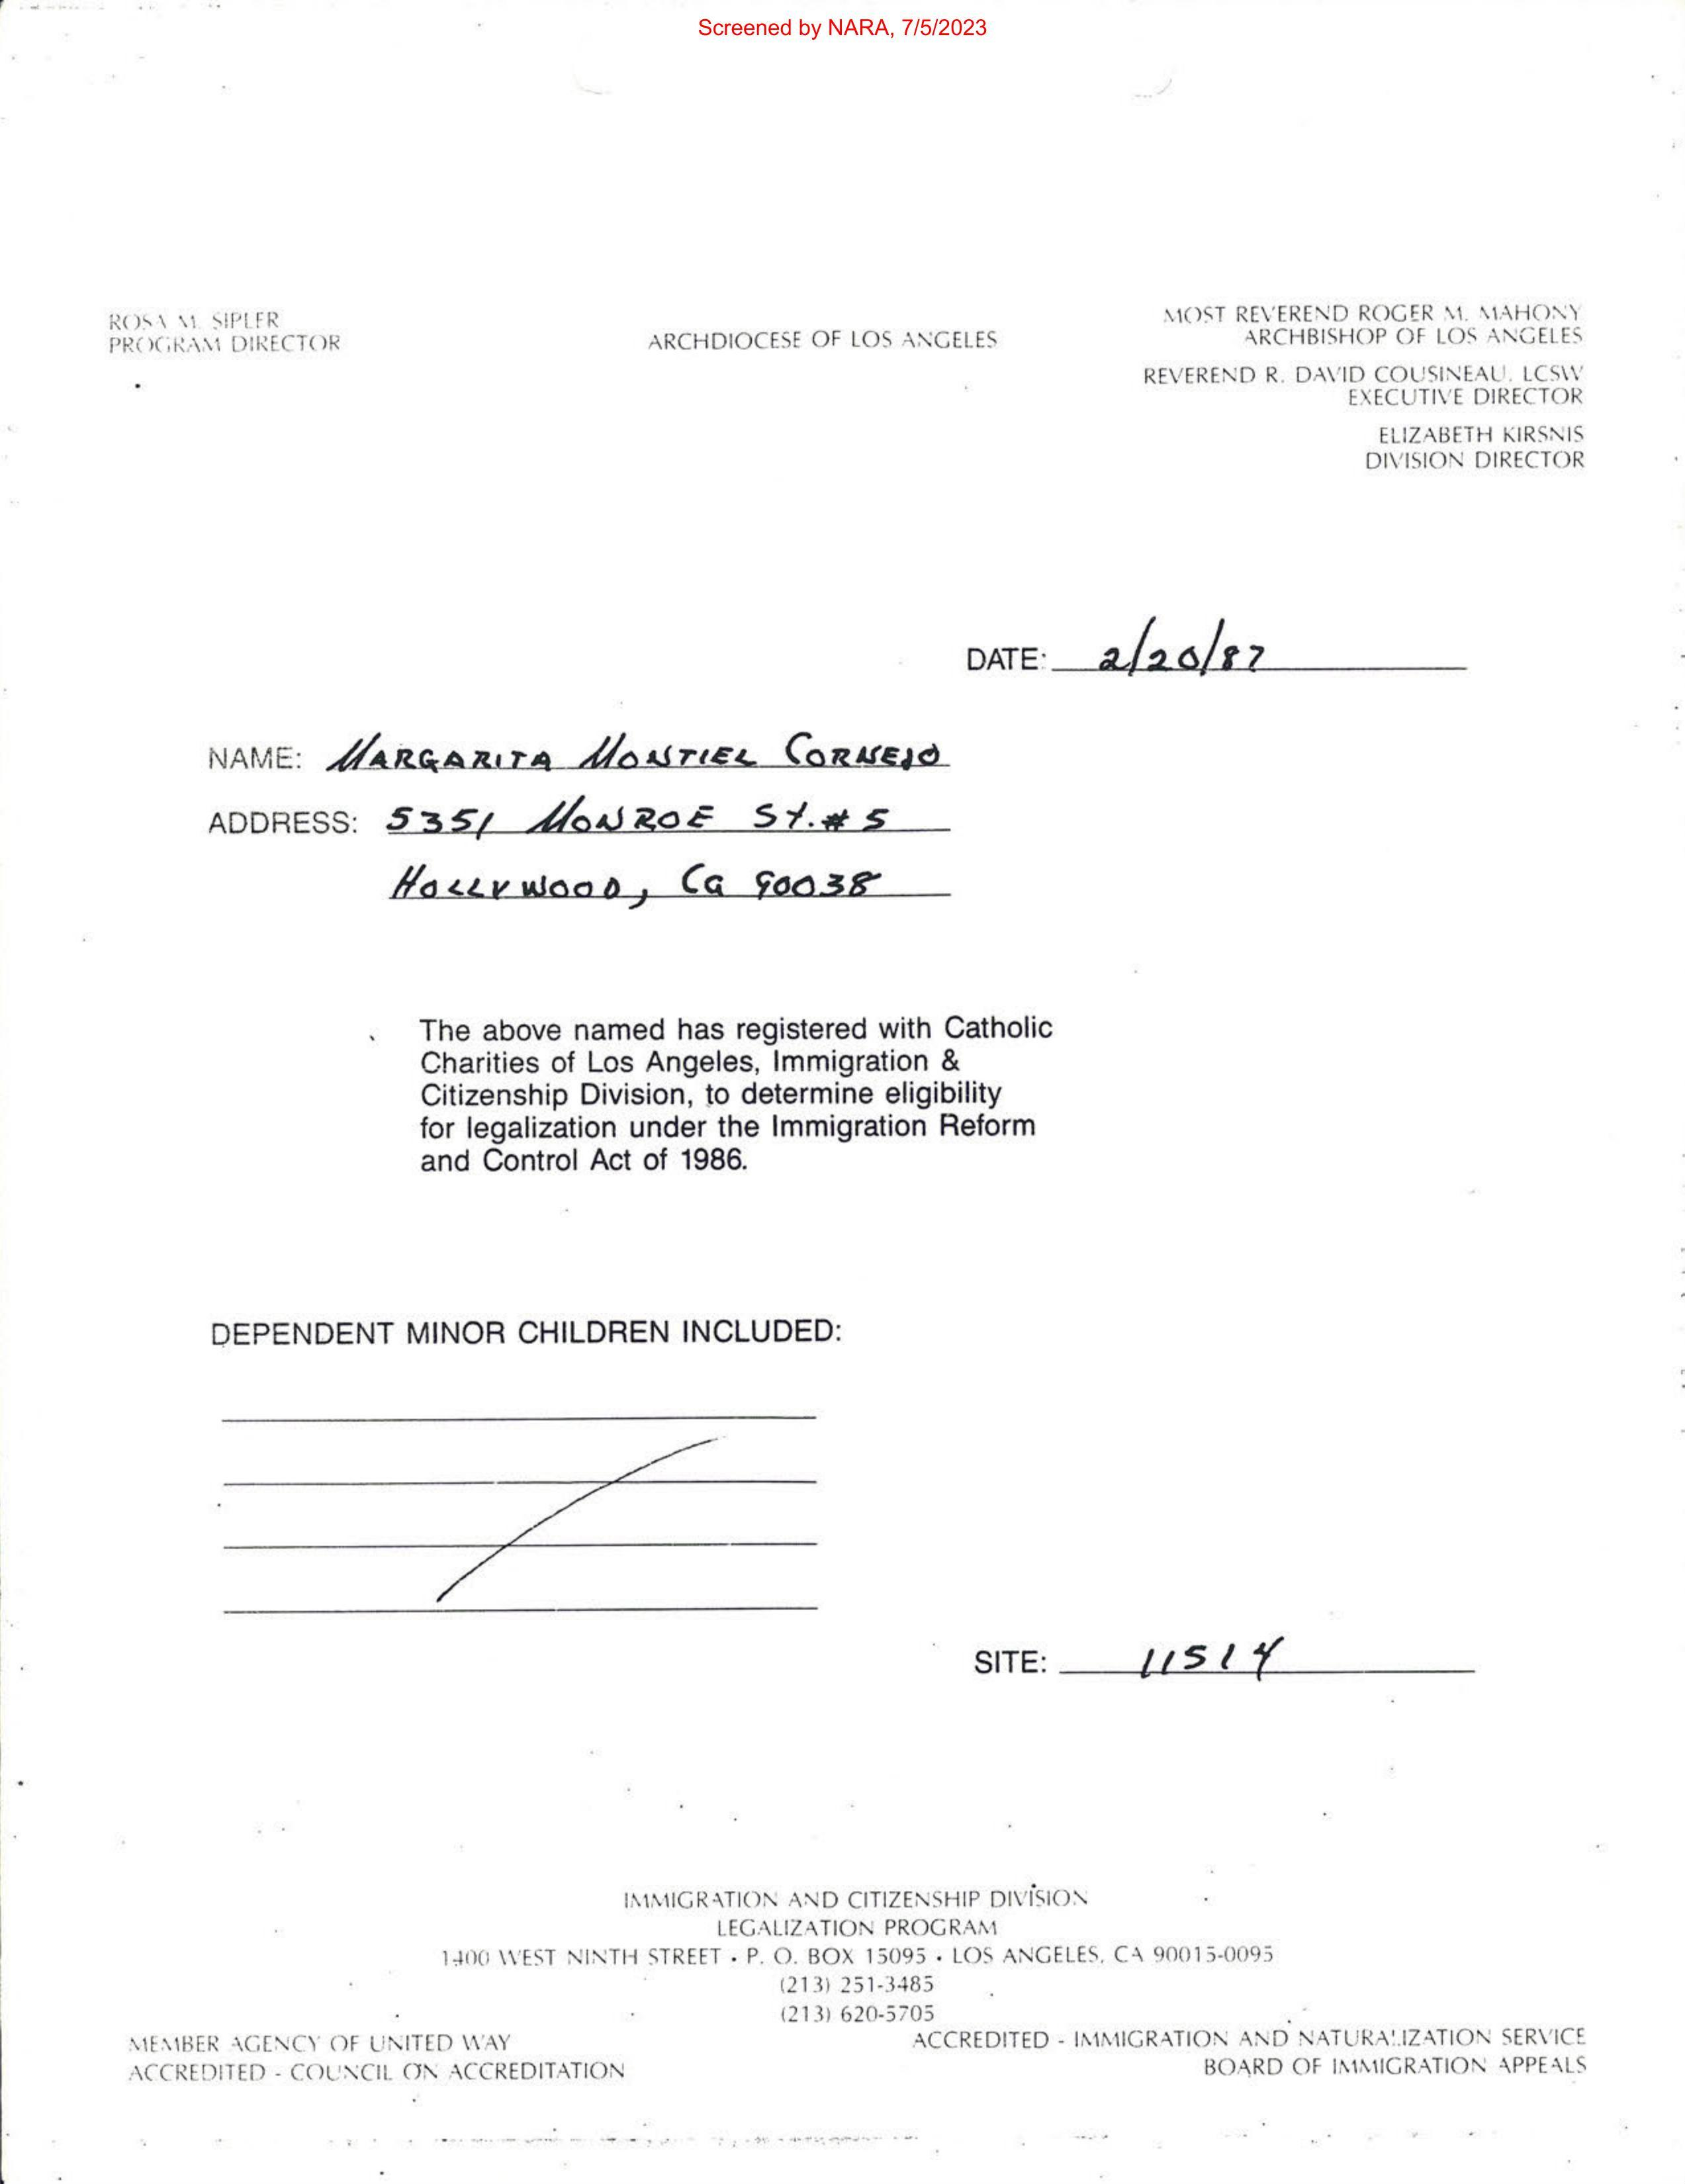 Screened by NARA, 7/5/2023
ROSA M. SIPLER
PROGRAM DIRECTOR
ARCHDIOCESE OF LOS ANGELES
MOST REVEREND ROGER M. MAHONY
ARCHBISHOP OF LOS ANGELES
REVEREND R. DAVID COUSINEAU, LCSW
EXECUTIVE DIRECTOR
ELIZABETH KIRSNIS
DIVISION DIRECTOR
DATE: 2/20/87
NAME: MARGARITA MONTIEL CORNEJO
ADDRESS: 5351 MONROE St. # 5
HOLLYWOOD, Ca 90038
The above named has registered with Catholic
Charities of Los Angeles, Immigration &
Citizenship Division, to determine eligibility
for legalization under the Immigration Reform
and Control Act of 1986.
DEPENDENT MINOR CHILDREN INCLUDED:
SITE: 11514
IMMIGRATION AND CITIZENSHIP DIVISION
LEGALIZATION PROGRAM
1400 WEST NINTH STREET • P. O. BOX 15095 • LOS ANGELES, CA 90015-0095
(213) 251-3485
(213) 620-5705
MEMBER AGENCY OF UNITED WAY
ACCREDITED - COUNCIL ON ACCREDITATION
ACCREDITED - IMMIGRATION AND NATURALIZATION SERVICE
BOARD OF IMMIGRATION APPEALS